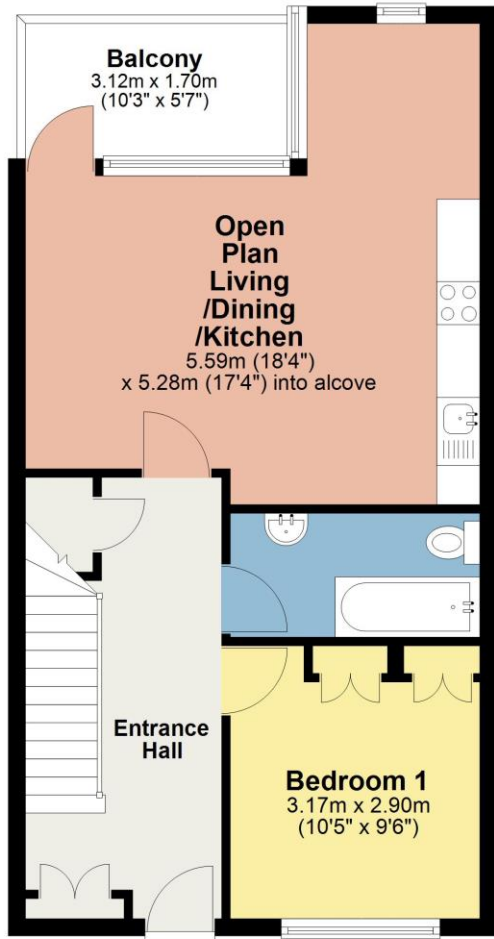 Balcony
3.12m x 1.70m
(10'3" x 5'7")
Open
Plan
Living
/Dining
/Kitchen
5.59m (18'4")
x 5.28m (17'4") into alcove
Entrance
Hall
Bedroom 1
3.17m x 2.90m
(10'5" x 9'6")